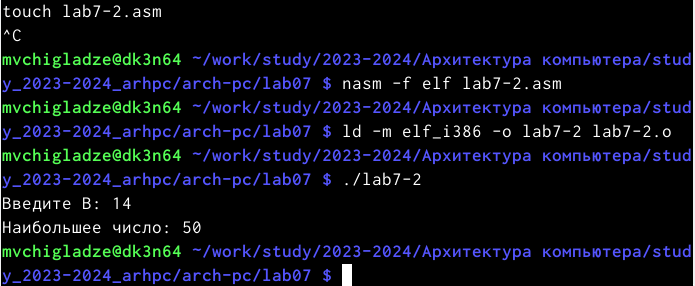 touch lab7-2.asm
^C
mvchigladze@dk3n64 ~/work/study/2023-2024/Архитектура компьютера/stud
y_2023-2024_arhpc/arch-pc/lab07 $ nasm -f elf lab7-2.asm
mvchigladze@dk3n64 ~/work/study/2023-2024/Архитектура компьютера/stud
y_2023-2024_arhpc/arch-pc/lab07 $ ld -m elf_i386 -o lab7-2 lab7-2.o
mvchigladze@dk3n64 ~/work/study/2023-2024/Архитектура компьютера/stud
y_2023-2024_arhpc/arch-pc/lab07 $ ./lab7-2
Введите B: 14
Наибольшее число: 50
mvchigladze@dk3n64 ~/work/study/2023-2024/Архитектура компьютера/stud
y_2023-2024_arhpc/arch-pc/lab07 $